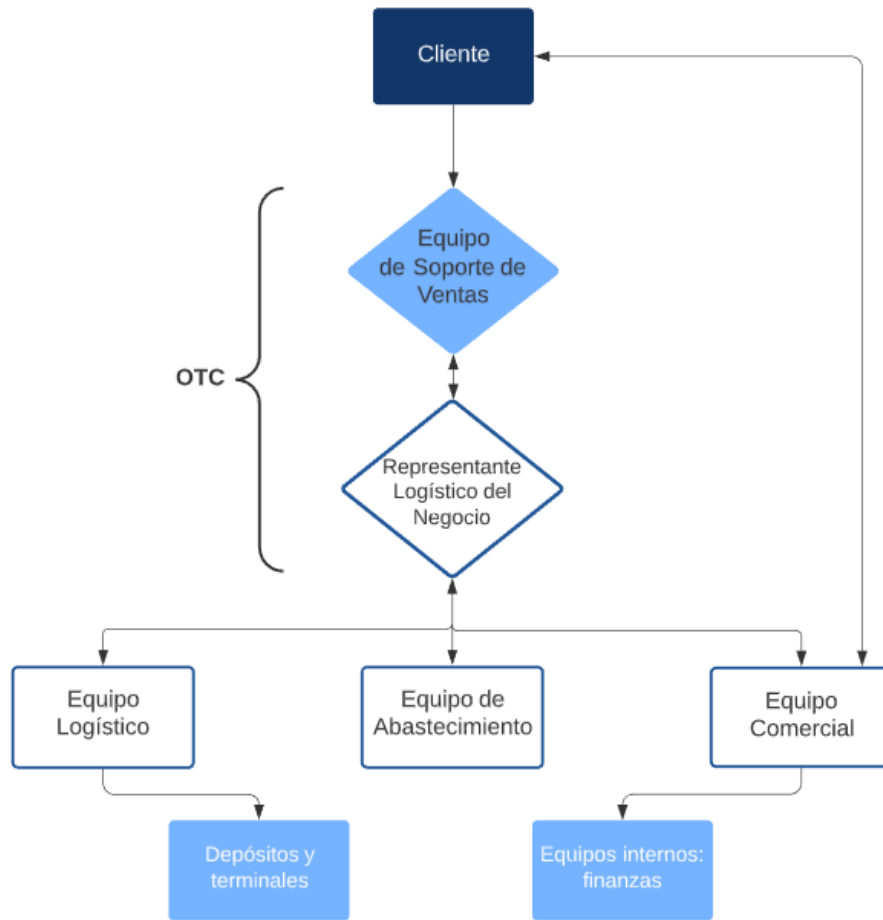 Cliente
Equipo
de Soporte de
Ventas
OTC
Representante
Logístico del
Negocio
Equipo
Logístico
Equipo de
Abastecimiento
Equipo
Comercial
Depósitos y
terminales
Equipos internos:
finanzas